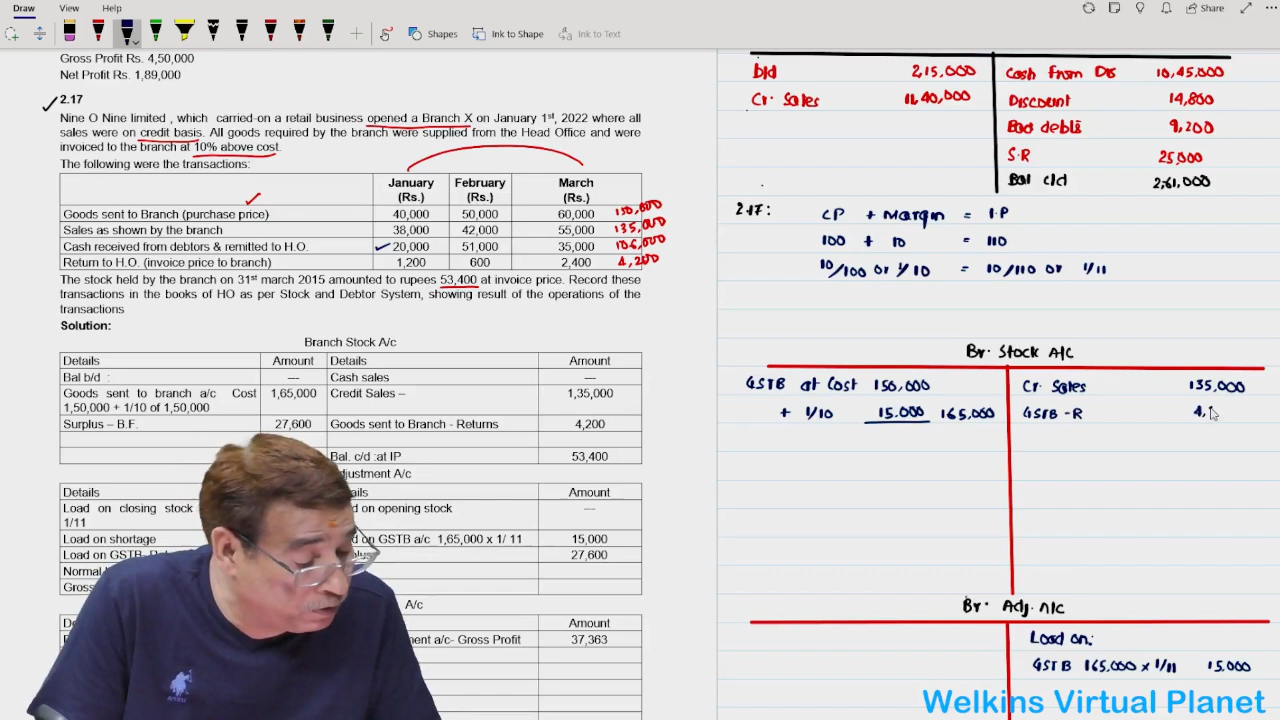 Draw View Help
Share
Shapes Ink to Shape Ink to Text
Gross Profit Rs. 4,50,000
Net Profit Rs. 1,89,000
2.17
Nine O Nine limited , which carried-on a retail business opened a Branch X on January 1st, 2022 where all
sales were on credit basis. All goods required by the branch were supplied from the Head Office and were
invoiced to the branch at 10% above cost.
The following were the transactions:
January (Rs.) February (Rs.) March (Rs.)
Goods sent to Branch (purchase price) 40,000 50,000 60,000 150,000
Sales as shown by the branch 38,000 42,000 55,000 135,000
Cash received from debtors & remitted to H.O. 20,000 51,000 35,000 106,000
Return to H.O. (invoice price to branch) 1,200 600 2,400 4,200
The stock held by the branch on 31st march 2015 amounted to rupees 53,400 at invoice price. Record these
transactions in the books of HO as per Stock and Debtor System, showing result of the operations of the
transactions
Solution:
Branch Stock A/c
Details Amount Details Amount
Bal b/d : --- Cash sales ---
Goods sent to branch a/c Cost 1,65,000 Credit Sales – 1,35,000
1,50,000 + 1/10 of 1,50,000
Surplus – B.F. 27,600 Goods sent to Branch - Returns 4,200
Bal. c/d :at IP 53,400
djustment A/c
Details Amount ails Amount
Load on closing stock d on opening stock ---
1/11
Load on shortage d on GSTB a/c 1,65,000 x 1/ 11 15,000
Load on GSTB- 27,600
Normal
Gros
A/c
Amount
ment a/c- Gross Profit 37,363
b/d 2,15,000 Cash from Drs 10,45,000
Cr. Sales 11,40,000 Discount 14,800
Bad debts 9,200
S.R 25,000
Bal c/d 2,61,000
2.17: CP + Margin = I.P
100 + 10 = 110
10/100 or 1/10 = 10/110 or 1/11
Br. Stock A/C
GSTB at Cost 150,000 Cr. Sales 135,000
+ 1/10 15,000 165,000 GSTB -R 4,
Br. Adj. A/C
Load on:
GSTB 165,000 x 1/11 15,000
Welkins Virtual Planet